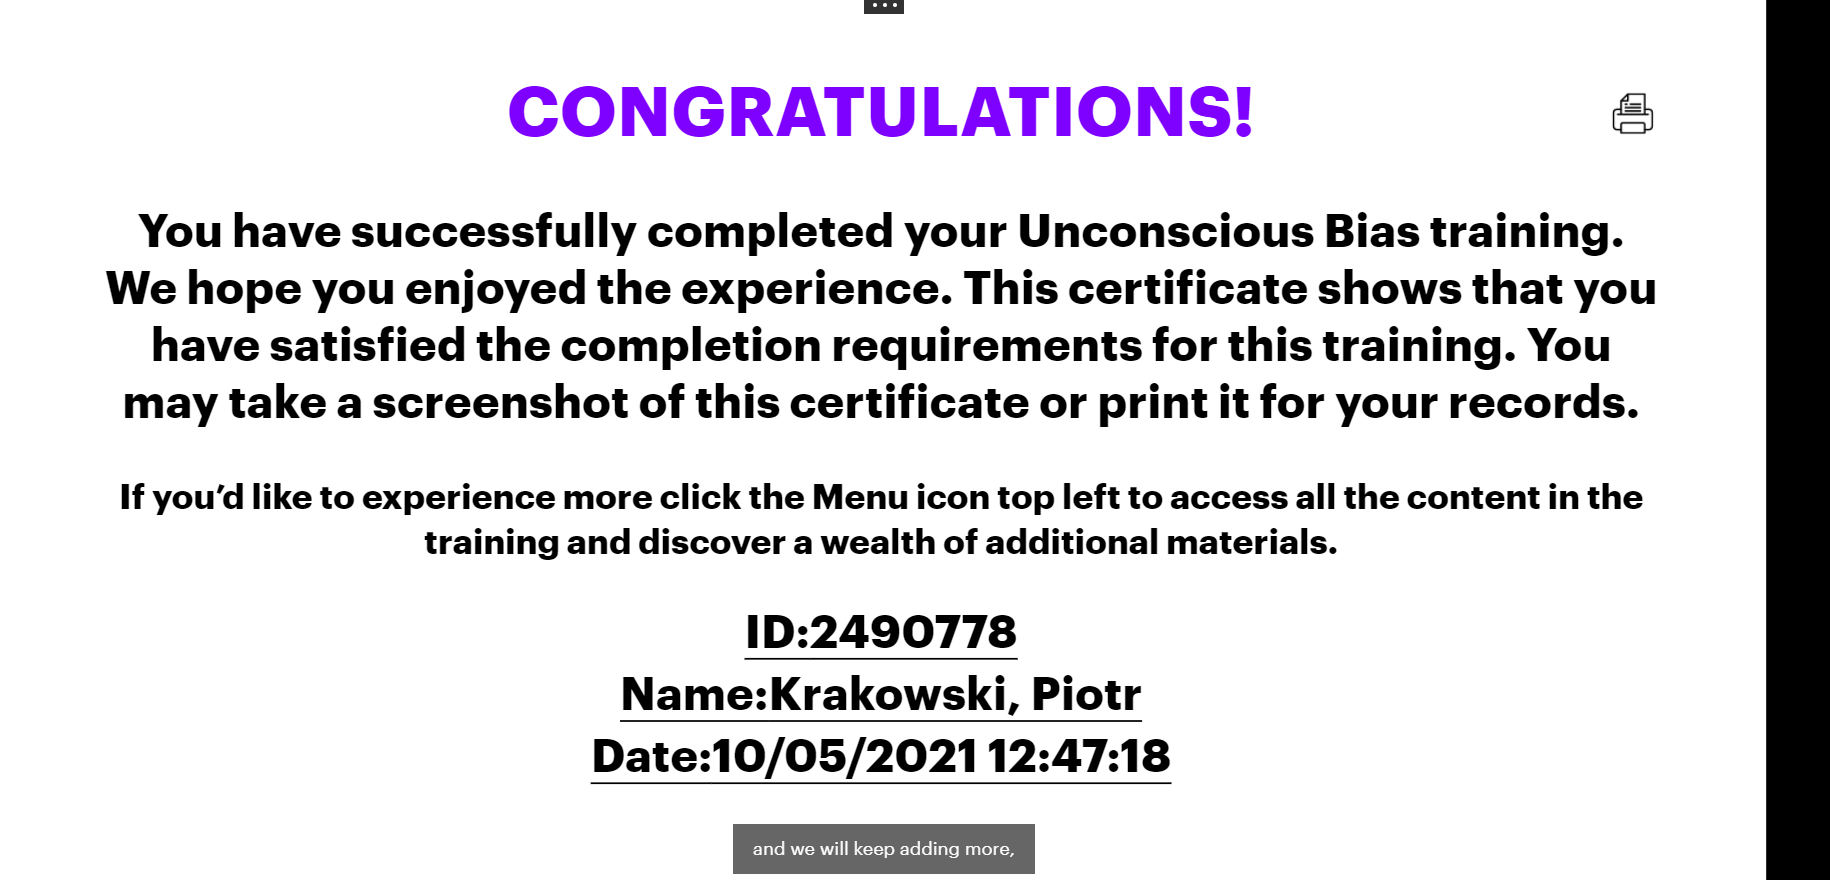 CONGRATULATIONS!
You have successfully completed your Unconscious Bias training.
We hope you enjoyed the experience. This certificate shows that you
have satisfied the completion requirements for this training. You
may take a screenshot of this certificate or print it for your records.
If you’d like to experience more click the Menu icon top left to access all the content in the
training and discover a wealth of additional materials.
ID:2490778
Name:Krakowski, Piotr
Date:10/05/2021 12:47:18
and we will keep adding more,